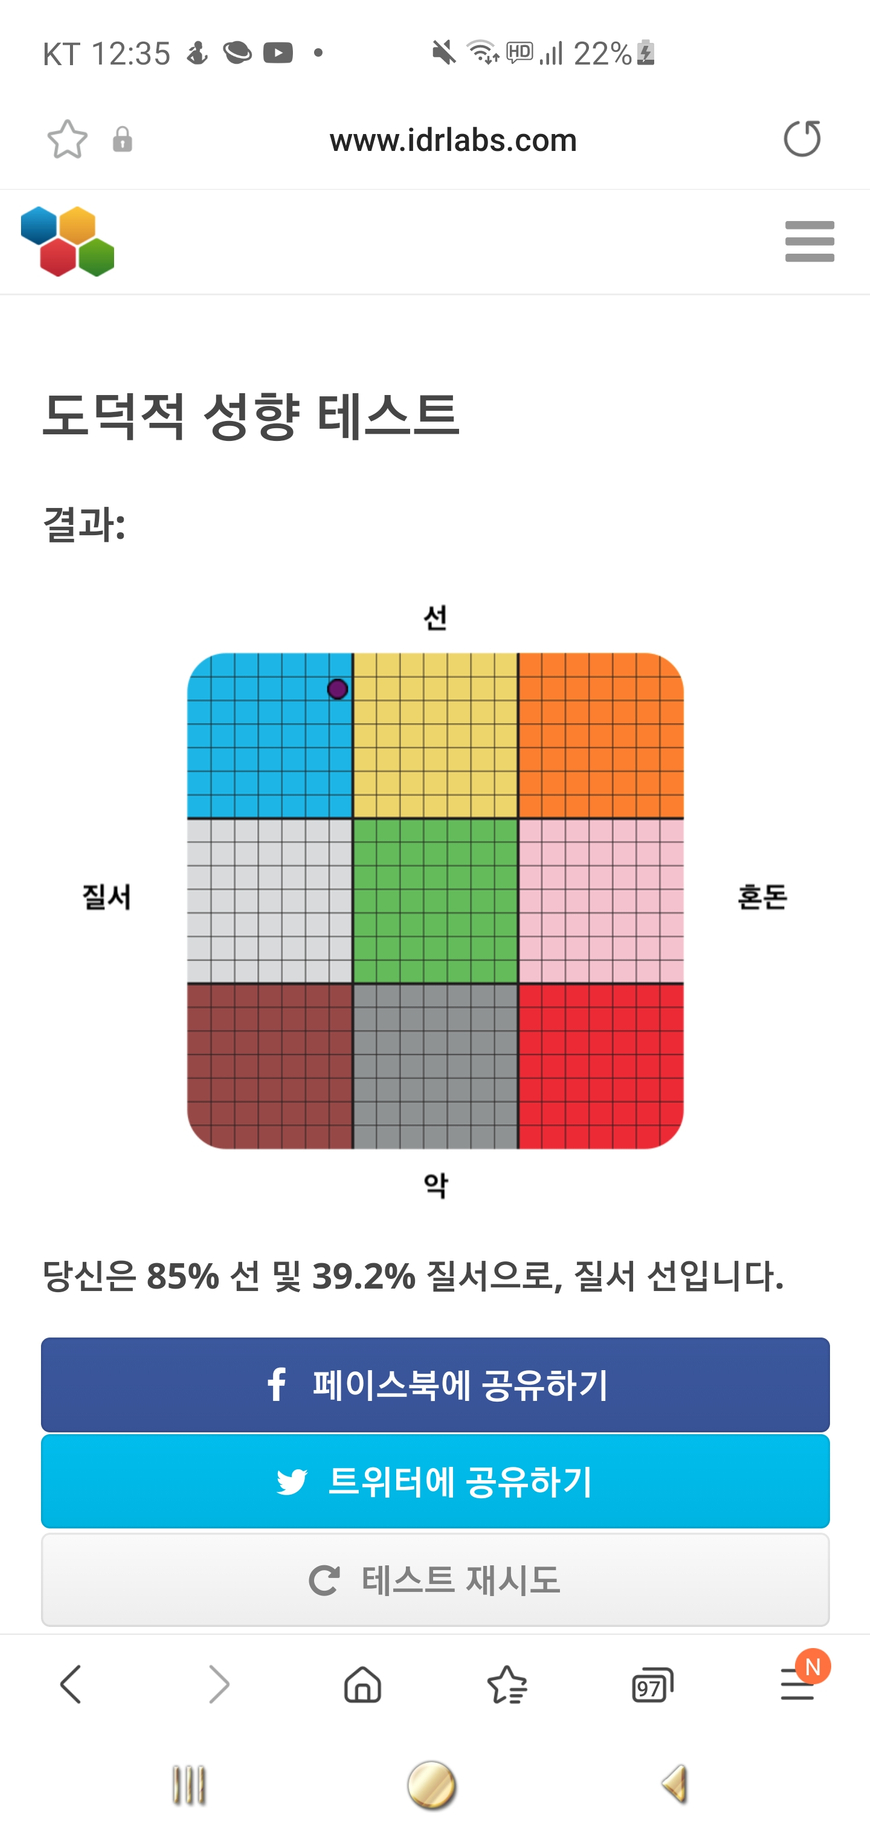 KT 12:35 HD 22%
www.idrlabs.com
도덕적 성향 테스트
결과:
선
질서
혼돈
악
당신은 85% 선 및 39.2% 질서으로, 질서 선입니다.
f 페이스북에 공유하기
트위터에 공유하기
테스트 재시도
97
N